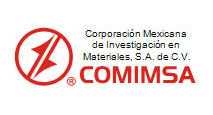 Corporación Mexicana
de Investigación en
Materiales, S.A. de C.V.
® COMIMSA